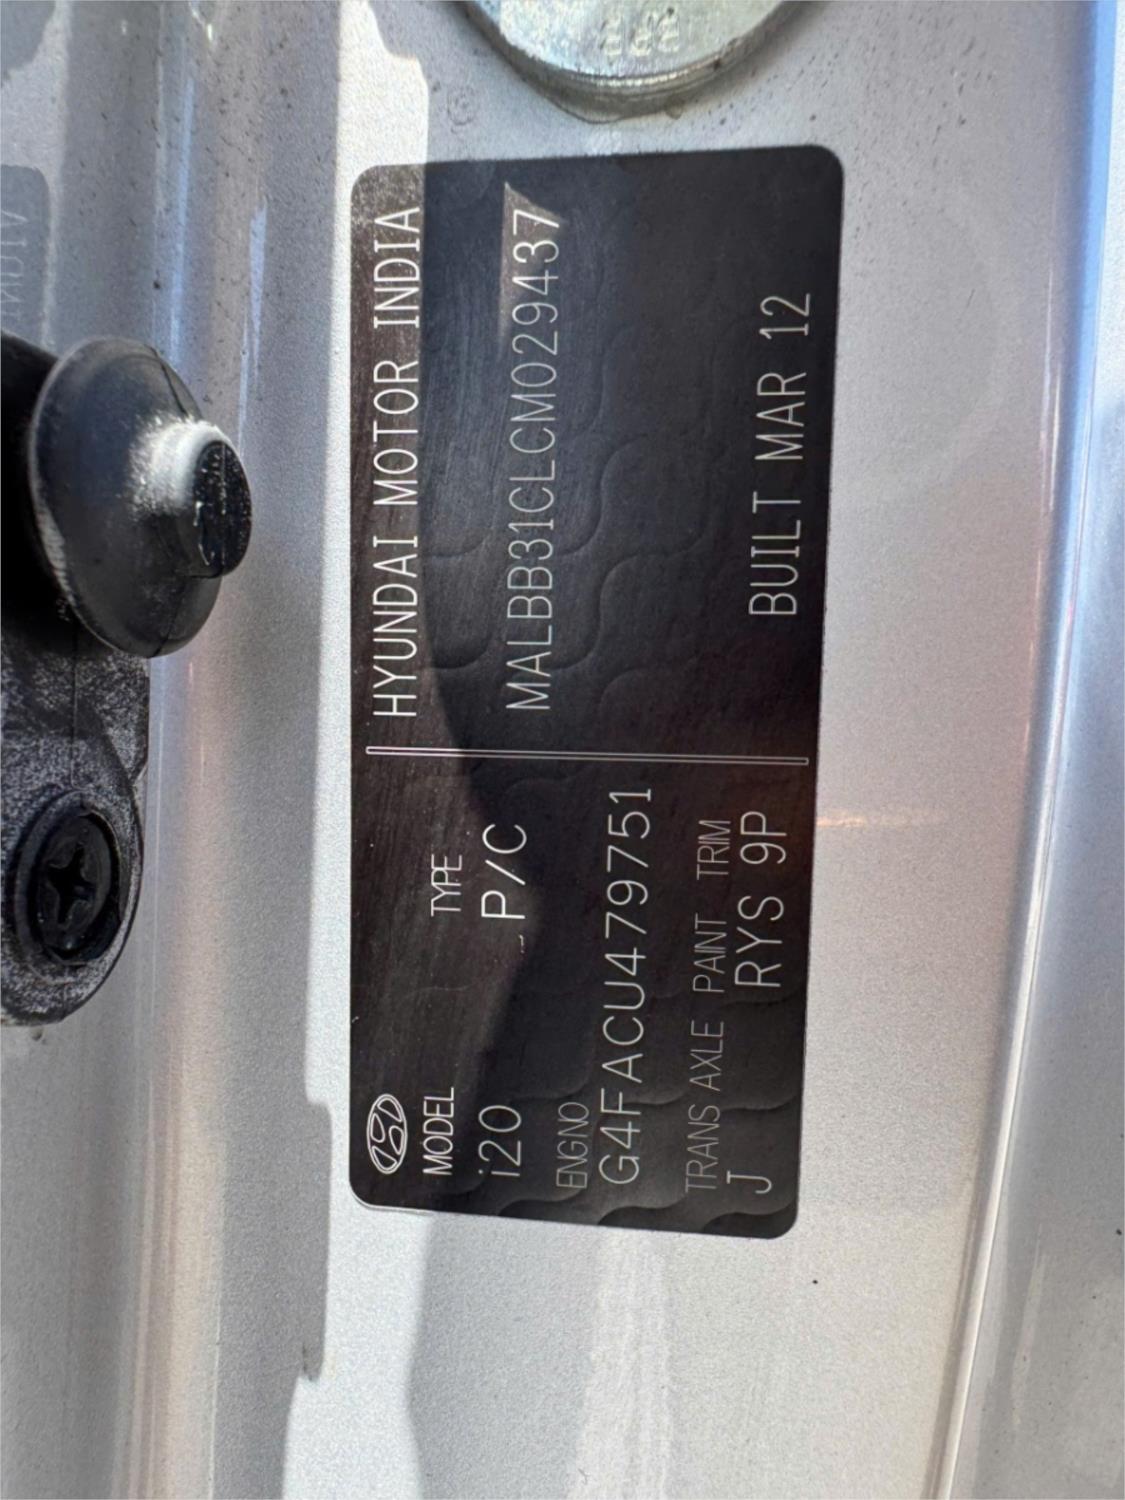 HYUNDAI MOTOR INDIA
MODEL TYPE
i20 P/C MALBB31CLCM029437
ENGNO
G4FACU479751
TRANS AXLE PAINT TRIM
J RYS 9P BUILT MAR 12